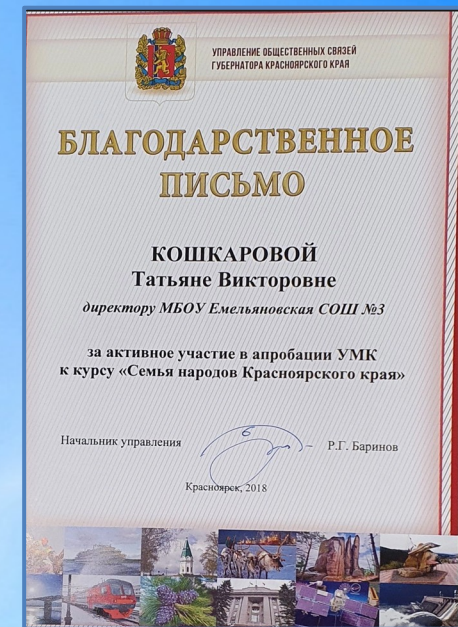 УПРАВЛЕНИЕ ОБЩЕСТВЕННЫХ СВЯЗЕЙ
ГУБЕРНАТОРА КРАСНОЯРСКОГО КРАЯ
БЛАГОДАРСТВЕННОЕ
ПИСЬМО
КОШКАРОВОЙ
Татьяне Викторовне
директору МБОУ Емельяновская СОШ №3
за активное участие в апробации УМК
к курсу «Семья народов Красноярского края»
Начальник управления
Р.Г. Баринов
Красноярск, 2018